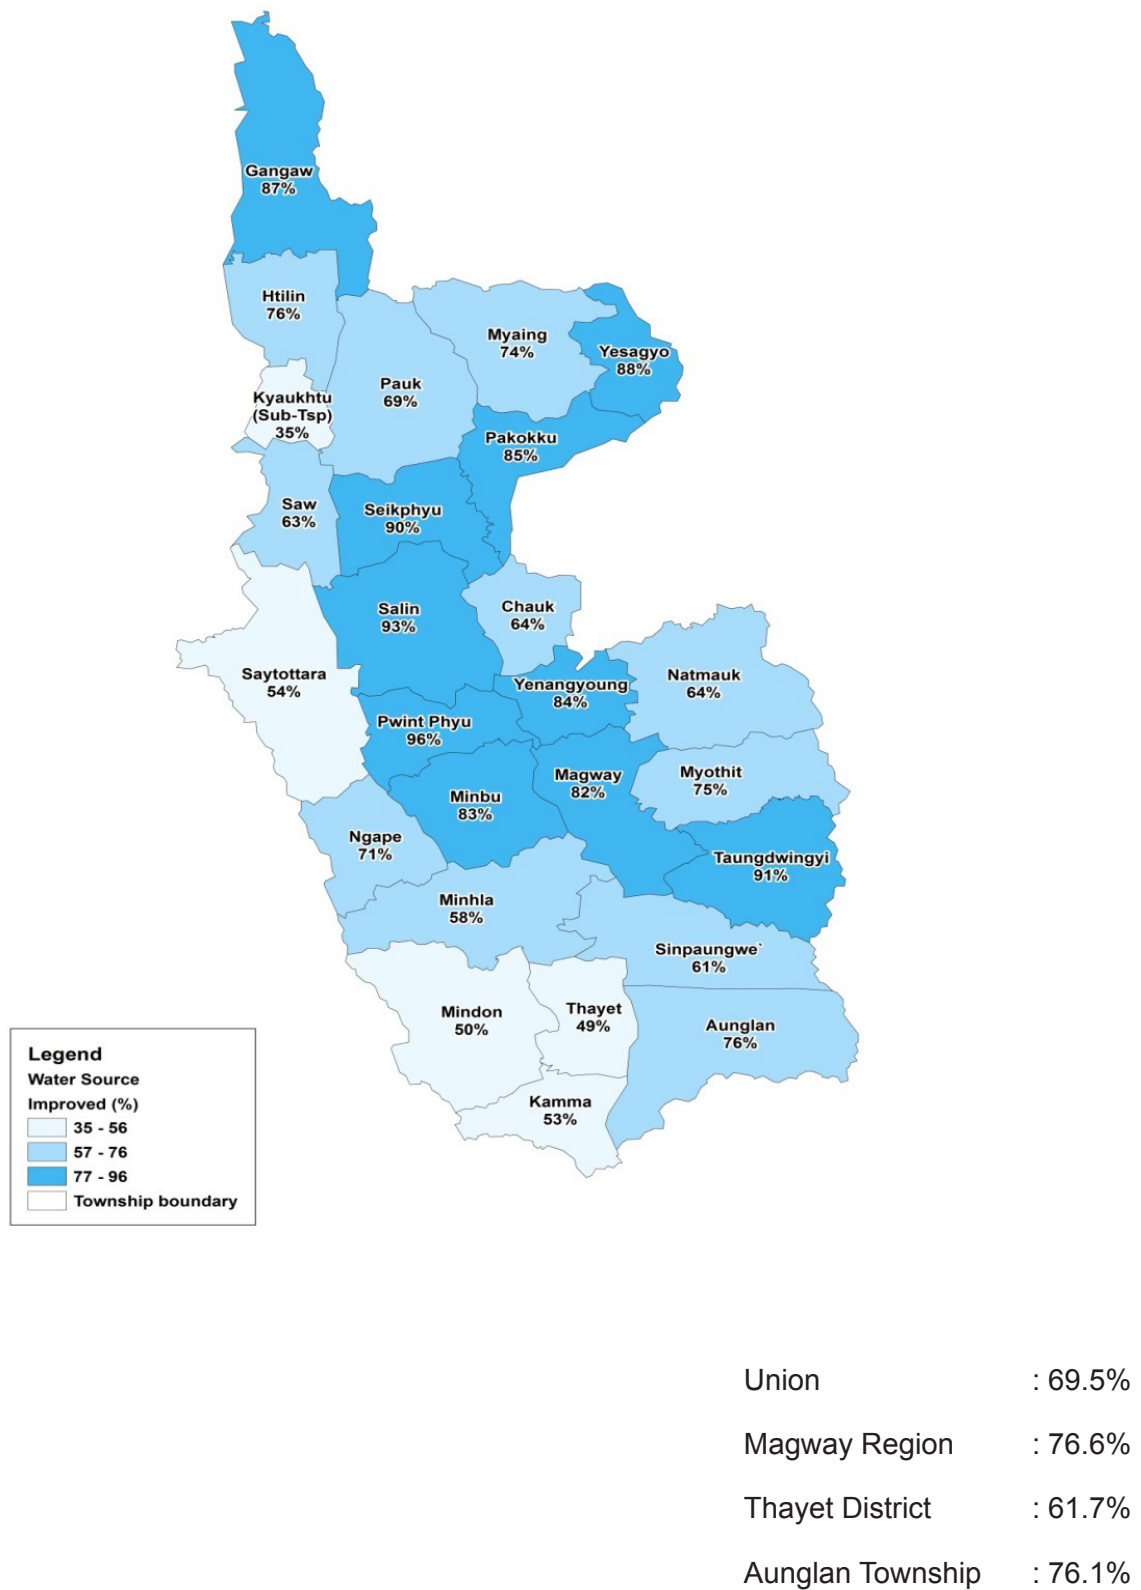 Gangaw
87%
Htilin
76%
Myaing
74%
Yesagyo
88%
Pauk
69%
Kyaukhtu
(Sub-Tsp)
35%
Pakokku
85%
Saw
63%
Seikphyu
90%
Salin
93%
Chauk
64%
Saytottara
54%
Natmauk
64%
Yenangyoung
84%
Pwint Phyu
96%
Magway
82%
Myothit
75%
Minbu
83%
Ngape
71%
Taungdwingyi
91%
Minhla
58%
Sinpaungwe`
61%
Mindon
50%
Thayet
49%
Aunglan
76%
Kamma
53%
Legend
Water Source
Improved (%)
35 - 56
57 - 76
77 - 96
Township boundary
Union : 69.5%
Magway Region : 76.6%
Thayet District : 61.7%
Aunglan Township : 76.1%